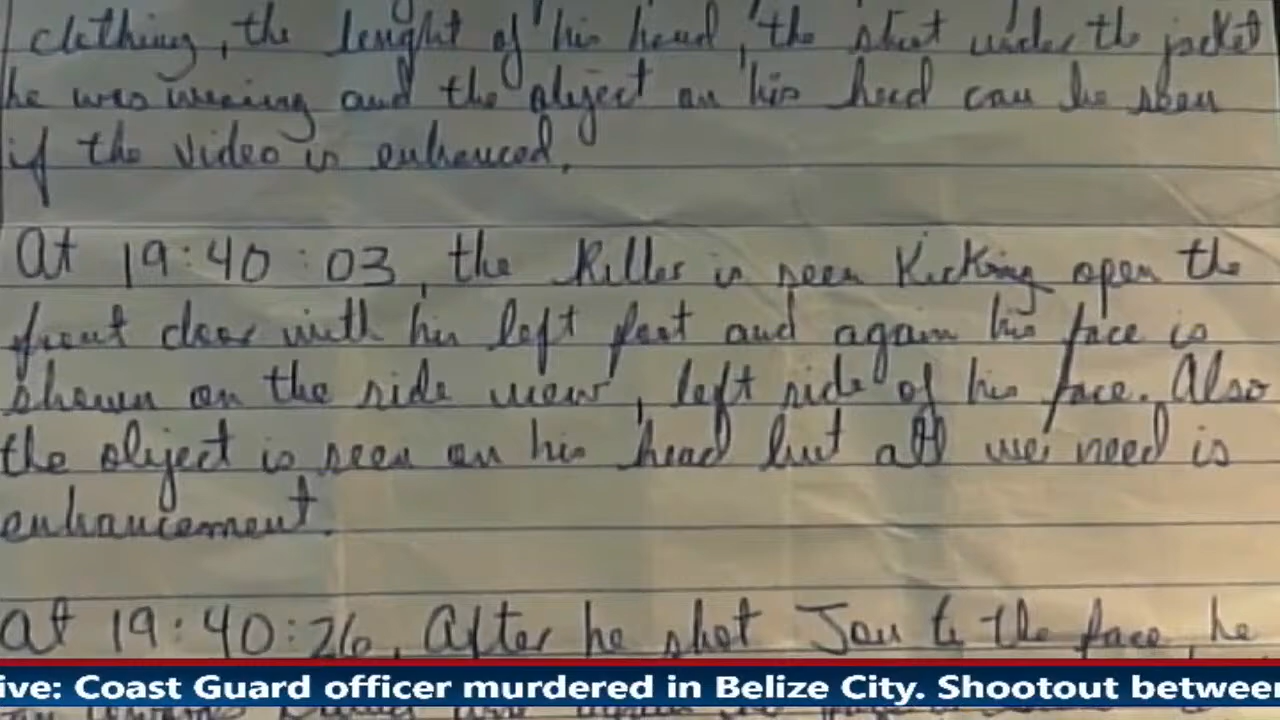 clothing, the lenght of his head, the shirt under the jacket
he was wearing and the object on his head can be seen
if the video is enhanced.
At 19:40:03, the killer is seen kicking open the
front door with his left foot and again his face is
shown on the side view, left side of his face. Also
the object is seen on his head but all we need is
enhancement.
At 19:40:26. After he shot Jon to the face, he
ive: Coast Guard officer murdered in Belize City. Shootout between